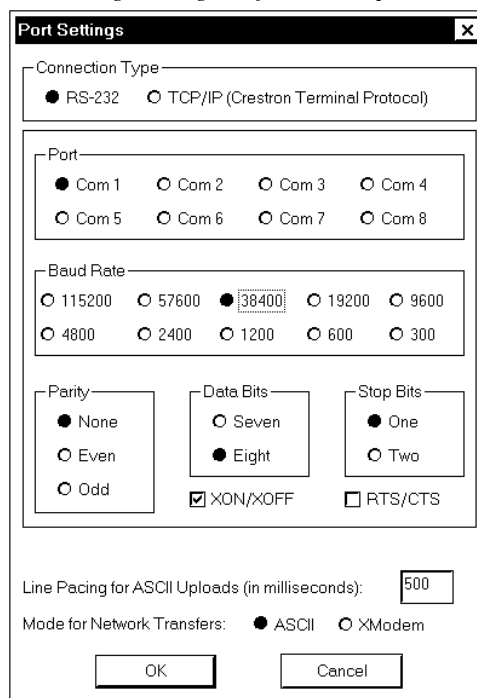 Port Settings
Connection Type
RS-232 TCP/IP (Crestron Terminal Protocol)
Port
Com 1 Com 2 Com 3 Com 4
Com 5 Com 6 Com 7 Com 8
Baud Rate
115200 57600 38400 19200 9600
4800 2400 1200 600 300
Parity Data Bits Stop Bits
None Seven One
Even Eight Two
Odd XON/XOFF RTS/CTS
Line Pacing for ASCII Uploads (in milliseconds): 500
Mode for Network Transfers: ASCII XModem
OK Cancel